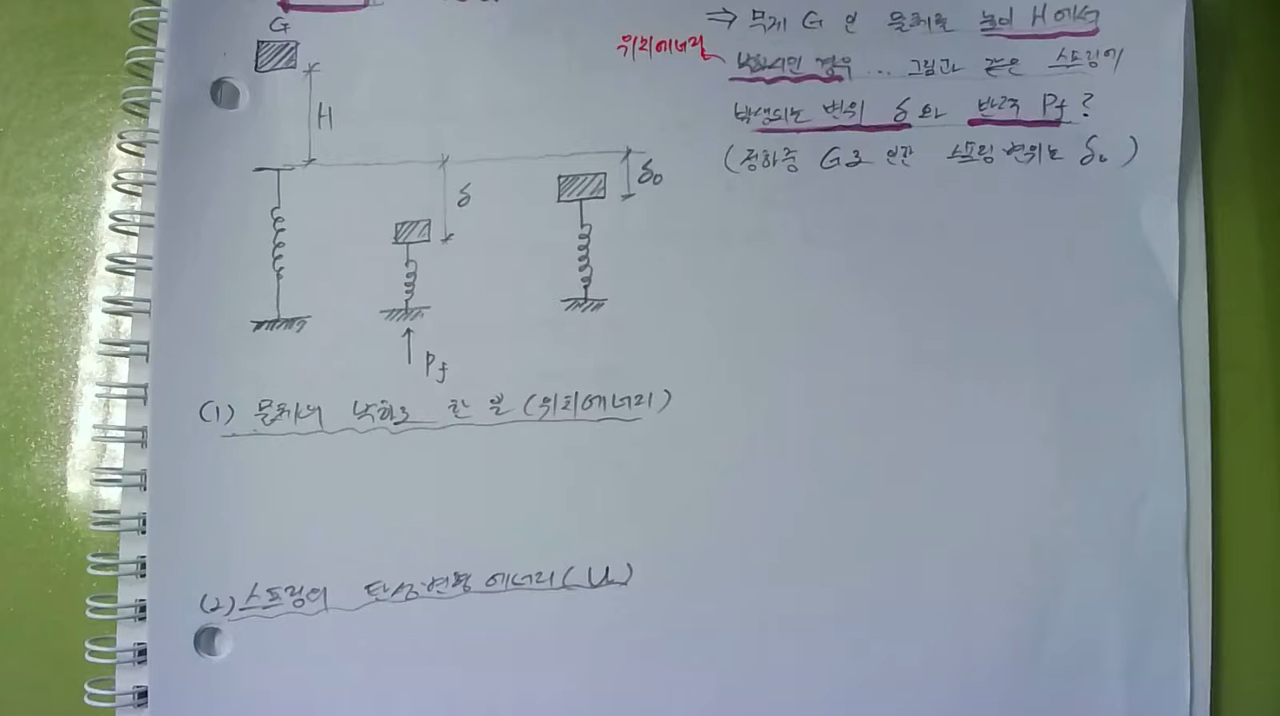 G
⇒ 무게 G 인 물체를 높이 H에서
위치에너지
낙하시킨 경우 ... 그림과 같은 스프링에
H
발생되는 변위 δ 와 반력 Pf ?
(정하중 G로 인한 스프링 변위는 δ₀)
δ
δ₀
Pf
(1) 물체의 낙하로 한 일 (위치에너지)
(2) 스프링의 탄성변형 에너지 (U)